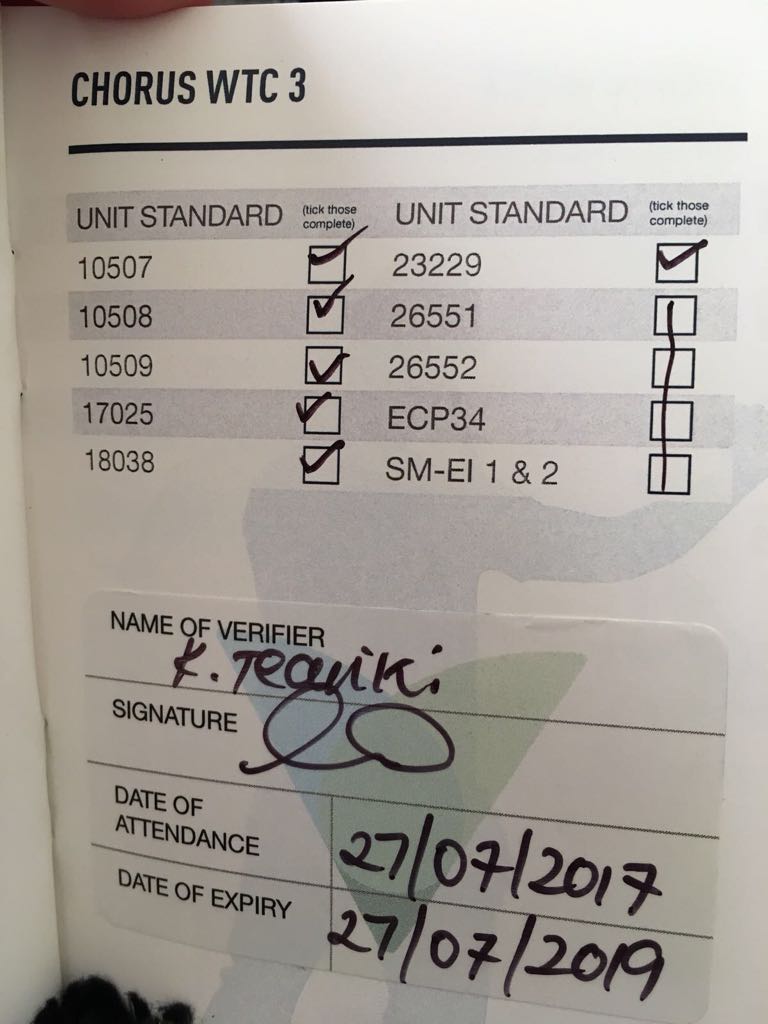 CHORUS WTC 3
UNIT STANDARD (tick those complete) UNIT STANDARD (tick those complete)
10507 23229
10508 26551
10509 26552
17025 ECP34
18038 SM-EI 1 & 2
NAME OF VERIFIER
K.
SIGNATURE
DATE OF ATTENDANCE 27/07/2017
DATE OF EXPIRY 27/07/2019